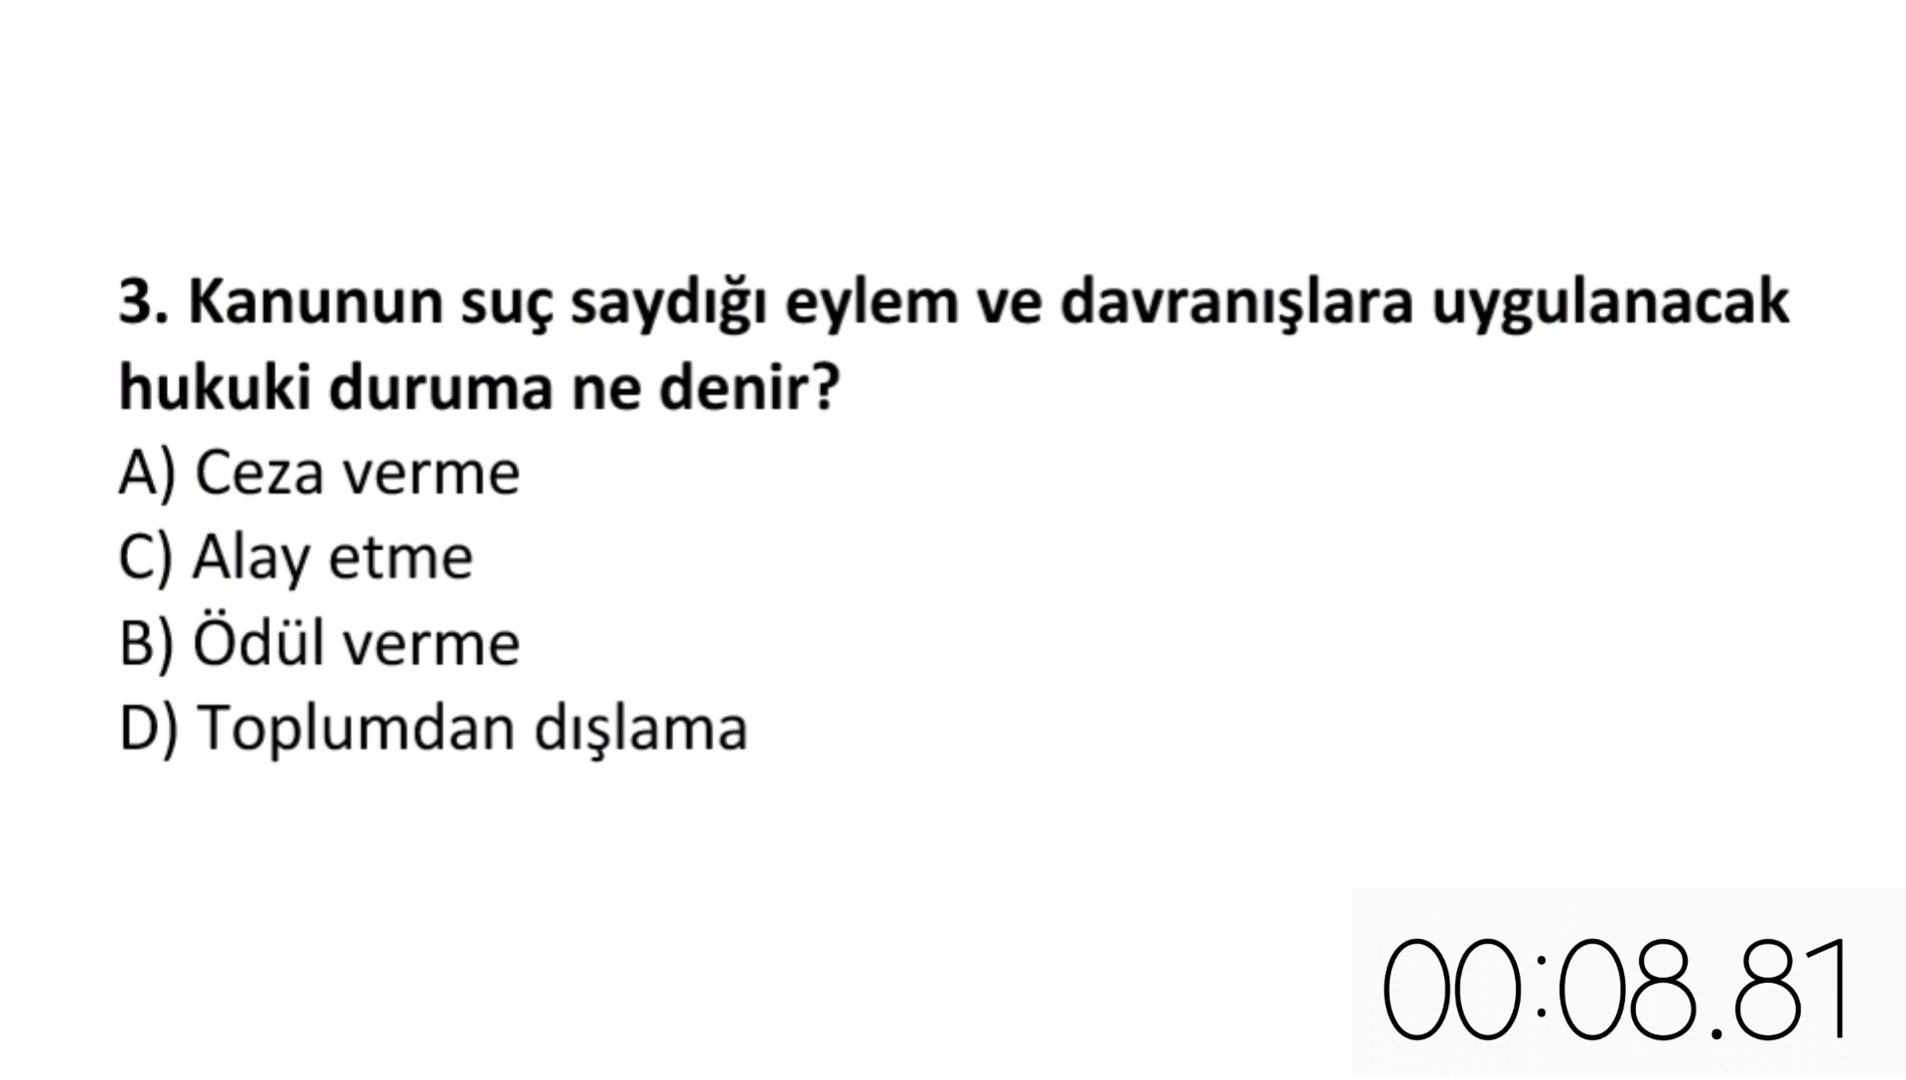 3. Kanunun suç saydığı eylem ve davranışlara uygulanacak
hukuki duruma ne denir?
A) Ceza verme
C) Alay etme
B) Ödül verme
D) Toplumdan dışlama
00:08.81